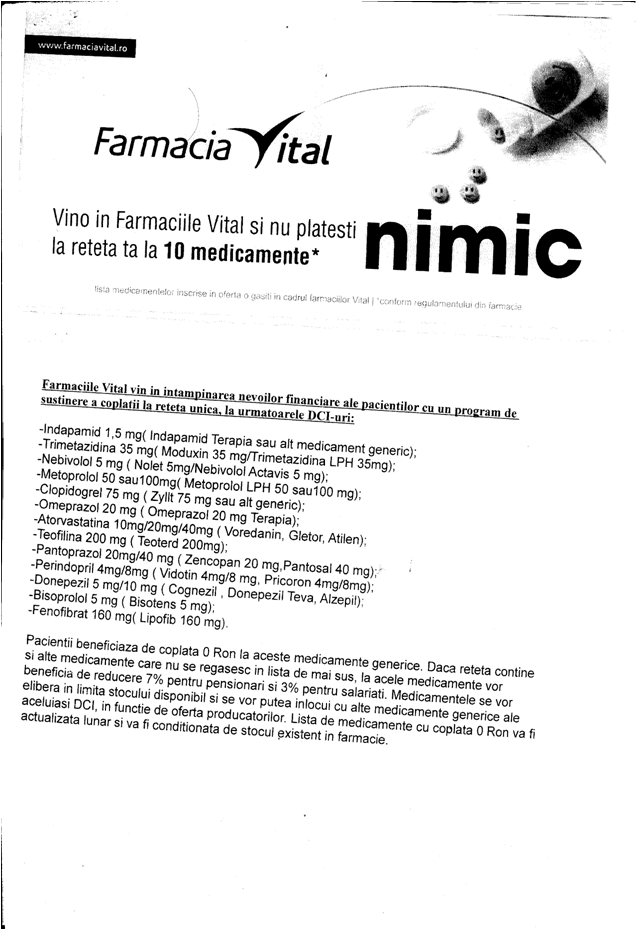 www.farmaciavital.ro
Farmacia Vital
Vino in Farmaciile Vital si nu platesti nimic
la reteta ta la 10 medicamente*
lista medicamentelor inscrise in oferta o gasiti in cadrul farmaciilor Vital | *conform regulamentului din farmacie
Farmaciile Vital vin in intampinarea nevoilor financiare ale pacientilor cu un program de
sustinere a coplatii la reteta unica, la urmatoarele DCI-uri:
-Indapamid 1,5 mg( Indapamid Terapia sau alt medicament generic);
-Trimetazidina 35 mg( Moduxin 35 mg/Trimetazidina LPH 35mg);
-Nebivolol 5 mg ( Nolet 5mg/Nebivolol Actavis 5 mg);
-Metoprolol 50 sau100mg( Metoprolol LPH 50 sau100 mg);
-Clopidogrel 75 mg ( Zyllt 75 mg sau alt generic);
-Omeprazol 20 mg ( Omeprazol 20 mg Terapia);
-Atorvastatina 10mg/20mg/40mg ( Voredanin, Gletor, Atilen);
-Teofilina 200 mg ( Teoterd 200mg);
-Pantoprazol 20mg/40 mg ( Zencopan 20 mg,Pantosal 40 mg);
-Perindopril 4mg/8mg ( Vidotin 4mg/8 mg, Pricoron 4mg/8mg);
-Donepezil 5 mg/10 mg ( Cognezil , Donepezil Teva, Alzepil);
-Bisoprolol 5 mg ( Bisotens 5 mg);
-Fenofibrat 160 mg( Lipofib 160 mg).
Pacientii beneficiaza de coplata 0 Ron la aceste medicamente generice. Daca reteta contine
si alte medicamente care nu se regasesc in lista de mai sus, la acele medicamente vor
beneficia de reducere 7% pentru pensionari si 3% pentru salariati. Medicamentele se vor
elibera in limita stocului disponibil si se vor putea inlocui cu alte medicamente generice ale
aceluiasi DCI, in functie de oferta producatorilor. Lista de medicamente cu coplata 0 Ron va fi
actualizata lunar si va fi conditionata de stocul existent in farmacie.